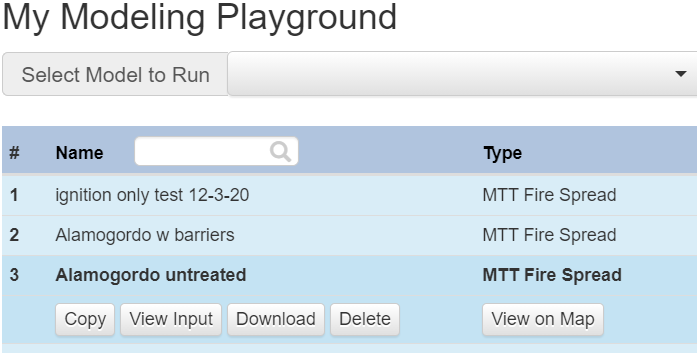 My Modeling Playground
Select Model to Run
# Name Type
1 ignition only test 12-3-20 MTT Fire Spread
2 Alamogordo w barriers MTT Fire Spread
3 Alamogordo untreated MTT Fire Spread
Copy View Input Download Delete View on Map